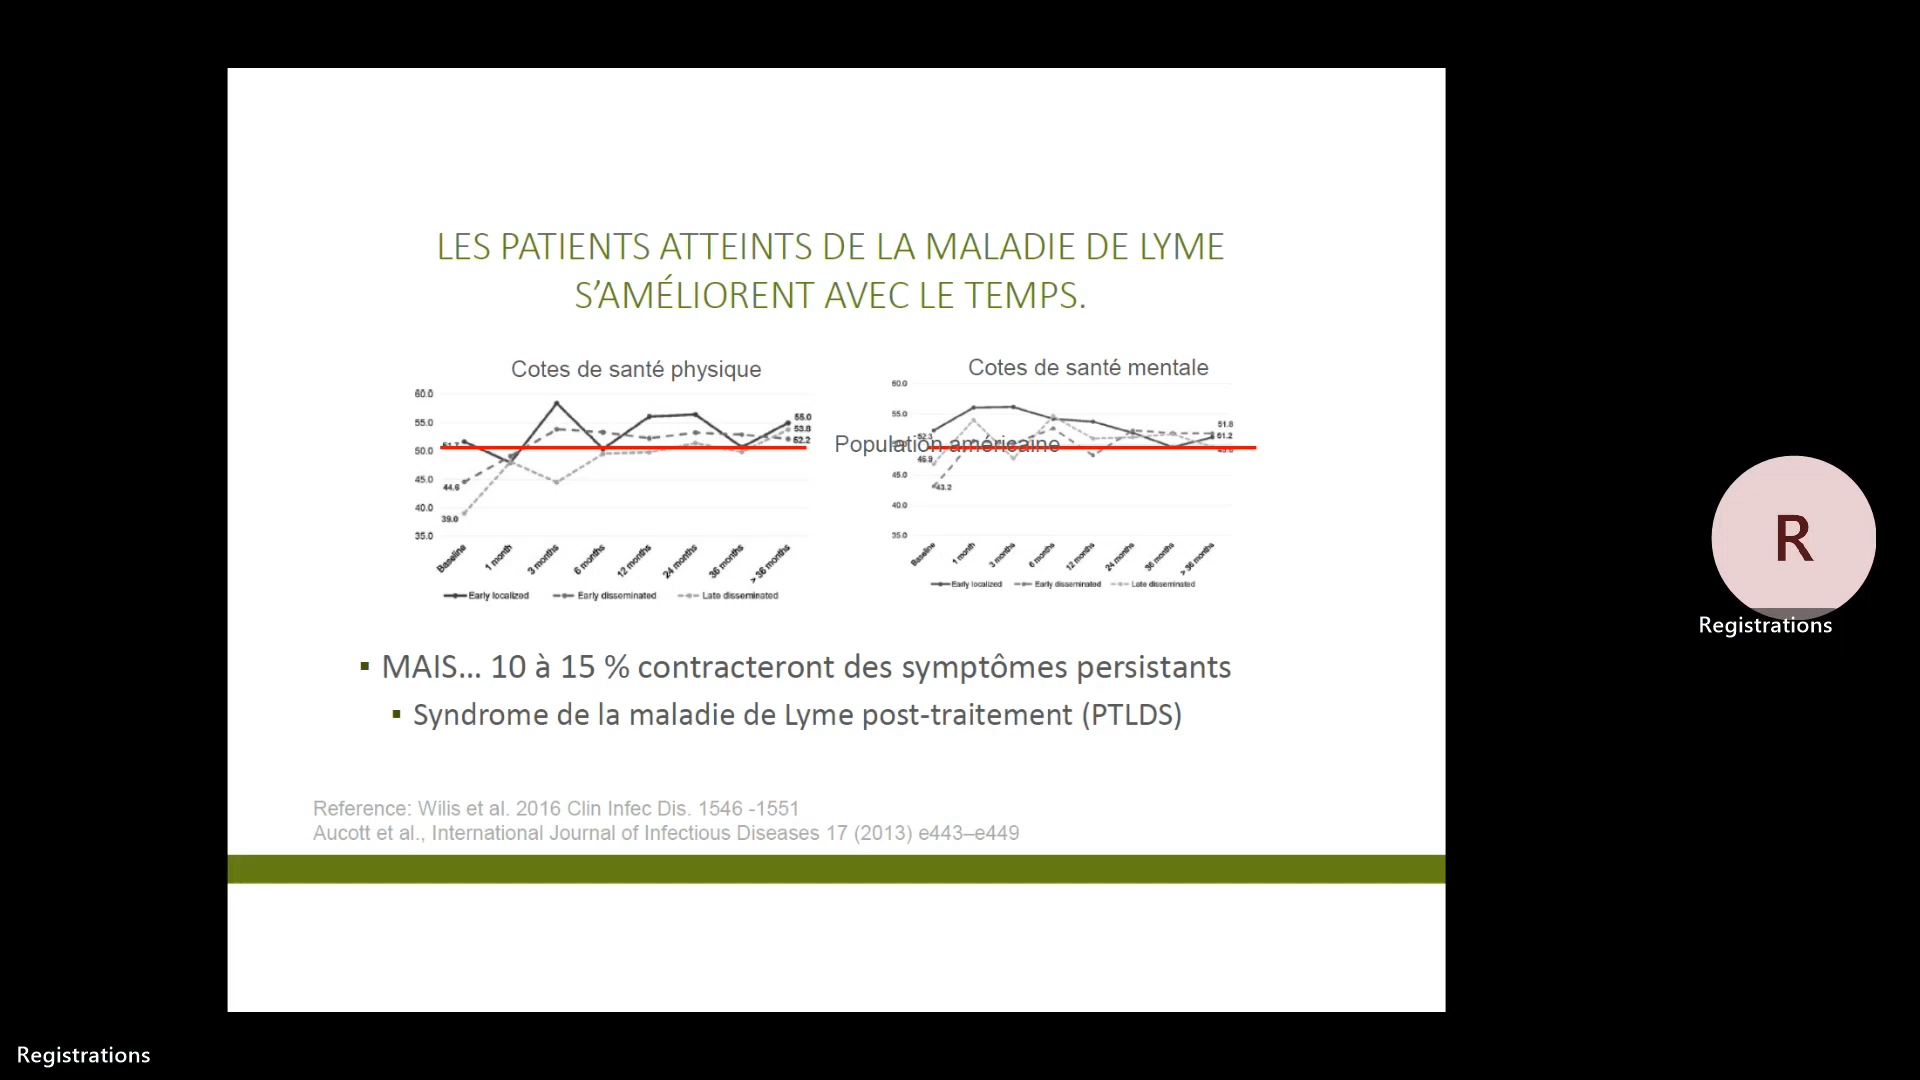 LES PATIENTS ATTEINTS DE LA MALADIE DE LYME
S’AMÉLIORENT AVEC LE TEMPS.
Cotes de santé physique
60.0
55.0
50.0
45.0
40.0
35.0
51.7
44.6
39.0
55.0
53.8
52.2
Baseline
1 month
3 months
6 months
12 months
24 months
36 months
> 36 months
Early localized
Early disseminated
Late disseminated
Population américaine
Cotes de santé mentale
60.0
55.0
45.0
40.0
35.0
52.3
46.9
43.2
51.8
51.2
Baseline
1 month
3 months
6 months
12 months
24 months
36 months
> 36 months
Early localized
Early disseminated
Late disseminated
▪ MAIS... 10 à 15 % contracteront des symptômes persistants
▪ Syndrome de la maladie de Lyme post-traitement (PTLDS)
Reference: Wilis et al. 2016 Clin Infec Dis. 1546 -1551
Aucott et al., International Journal of Infectious Diseases 17 (2013) e443–e449
R
Registrations
Registrations